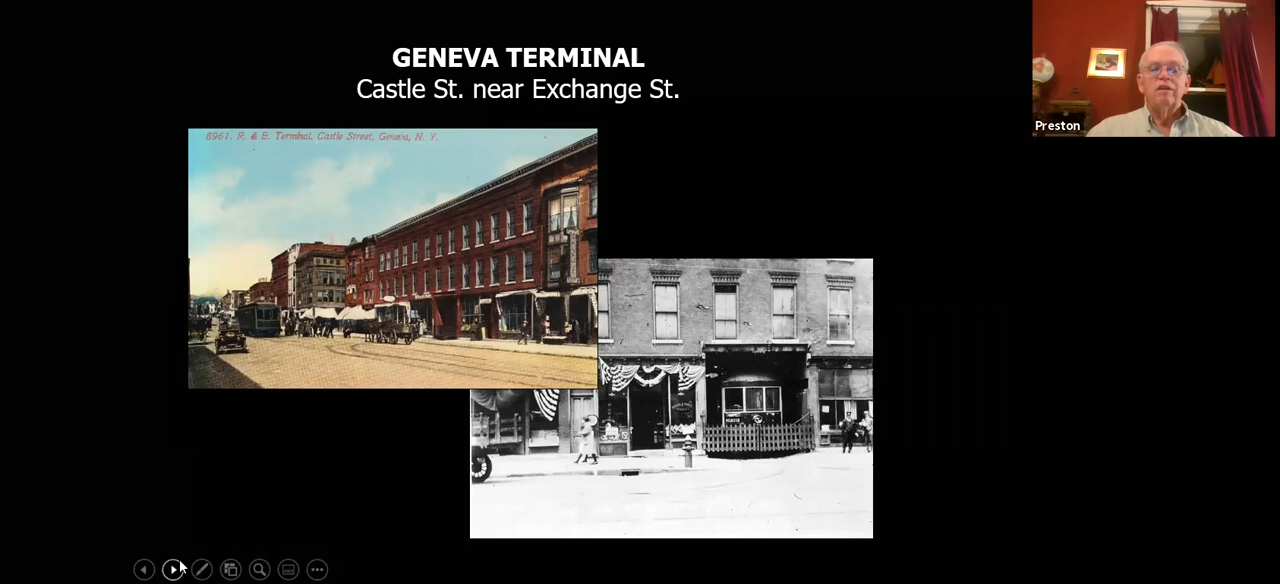 GENEVA TERMINAL
Castle St. near Exchange St.
8961. R. & E. Terminal. Castle Street, Geneva, N. Y.
Preston